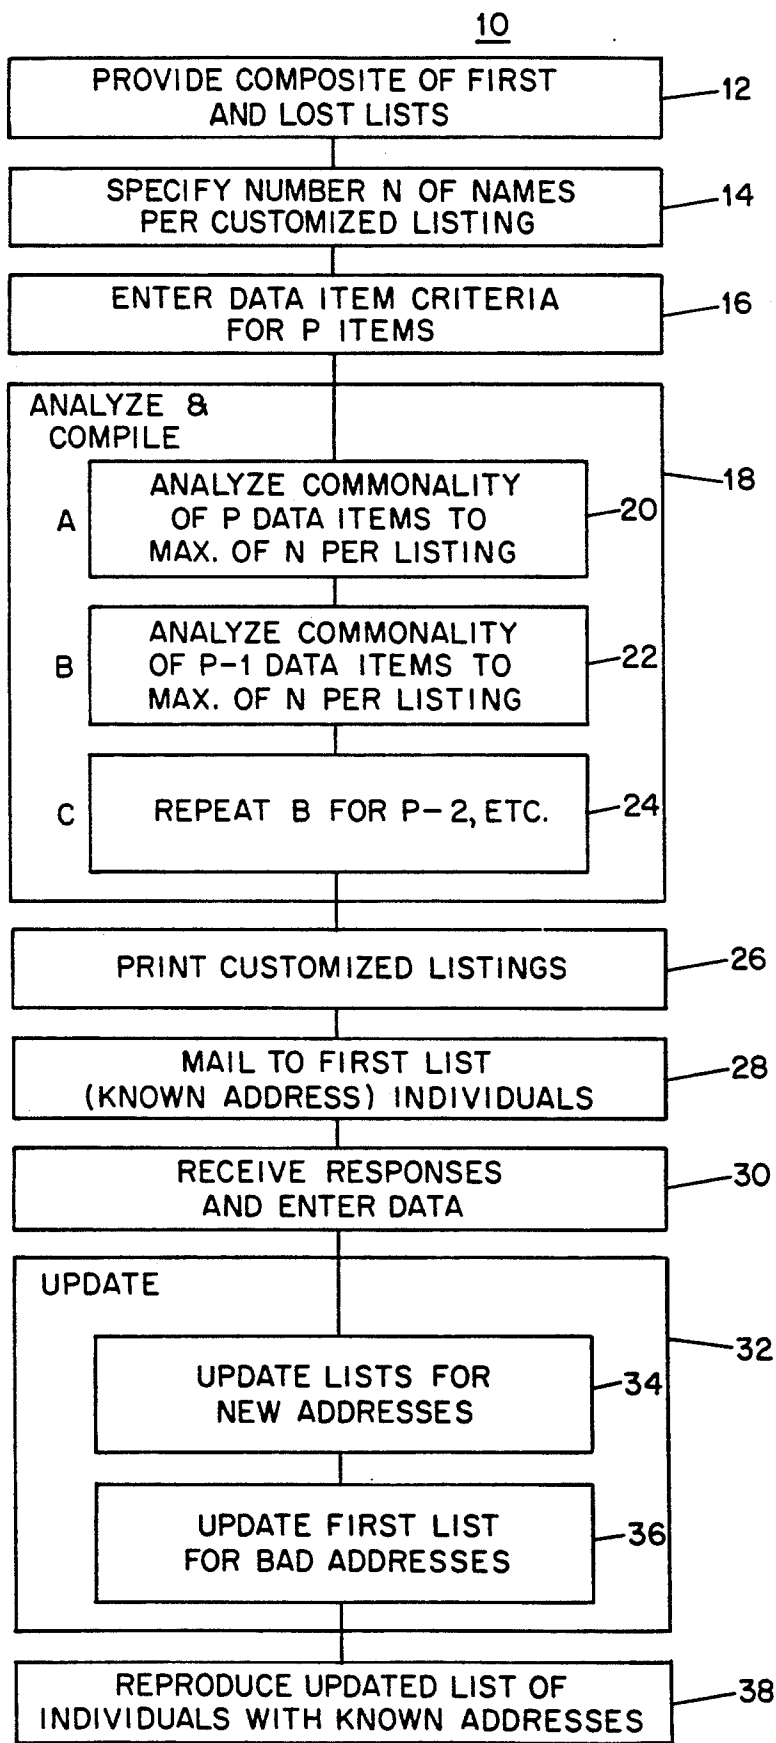 10
PROVIDE COMPOSITE OF FIRST
AND LOST LISTS
12
SPECIFY NUMBER N OF NAMES
PER CUSTOMIZED LISTING
14
ENTER DATA ITEM CRITERIA
FOR P ITEMS
16
ANALYZE &
COMPILE
18
A
ANALYZE COMMONALITY
OF P DATA ITEMS TO
MAX. OF N PER LISTING
20
B
ANALYZE COMMONALITY
OF P-1 DATA ITEMS TO
MAX. OF N PER LISTING
22
C
REPEAT B FOR P-2, ETC.
24
PRINT CUSTOMIZED LISTINGS
26
MAIL TO FIRST LIST
(KNOWN ADDRESS) INDIVIDUALS
28
RECEIVE RESPONSES
AND ENTER DATA
30
UPDATE
32
UPDATE LISTS FOR
NEW ADDRESSES
34
UPDATE FIRST LIST
FOR BAD ADDRESSES
36
REPRODUCE UPDATED LIST OF
INDIVIDUALS WITH KNOWN ADDRESSES
38